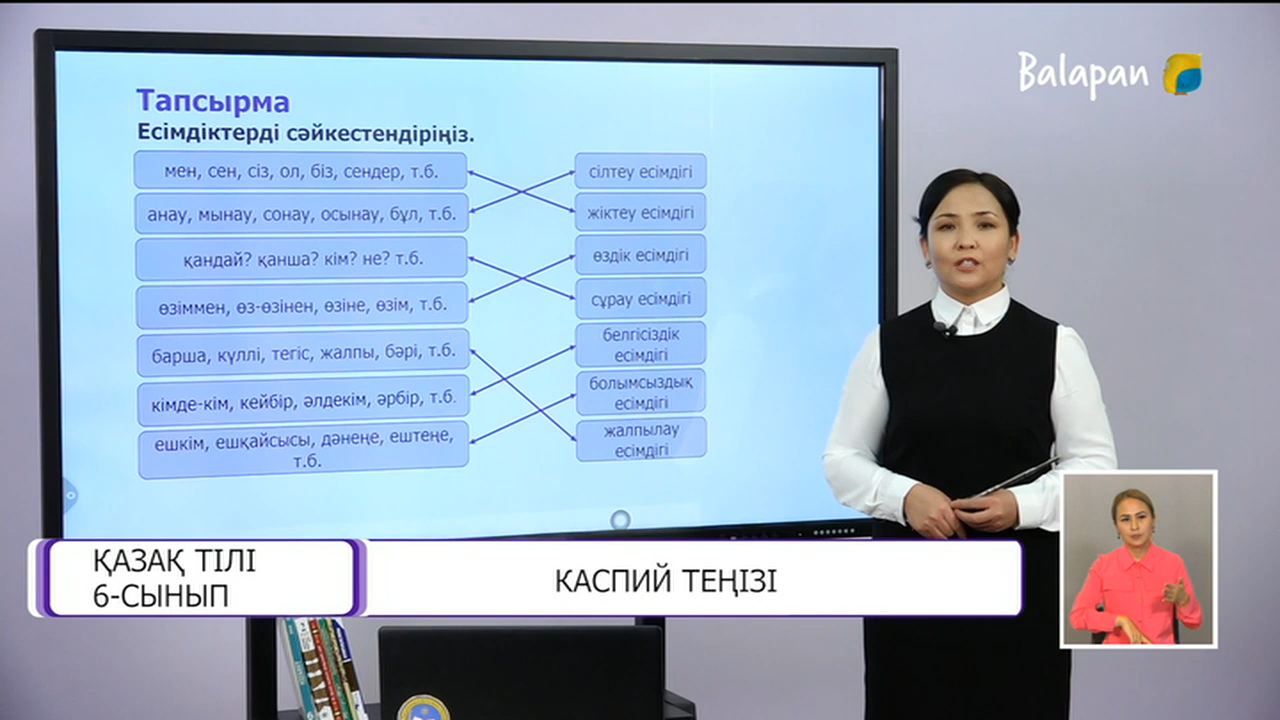 Balapan
Тапсырма
Есімдіктерді сәйкестендіріңіз.
мен, сен, сіз, ол, біз, сендер, т.б.
сілтеу есімдігі
анау, мынау, сонау, осынау, бұл, т.б.
жіктеу есімдігі
қандай? қанша? кім? не? т.б.
өздік есімдігі
өзіммен, өз-өзінен, өзіне, өзім, т.б.
сұрау есімдігі
барша, күллі, тегіс, жалпы, бәрі, т.б.
белгісіздік
есімдігі
кімде-кім, кейбір, әлдекім, әрбір, т.б.
болымсыздық
есімдігі
ешкім, ешқайсысы, дәнеңе, ештеңе,
т.б.
жалпылау
есімдігі
ҚАЗАҚ ТІЛІ
6-СЫНЫП
КАСПИЙ ТЕҢІЗІ